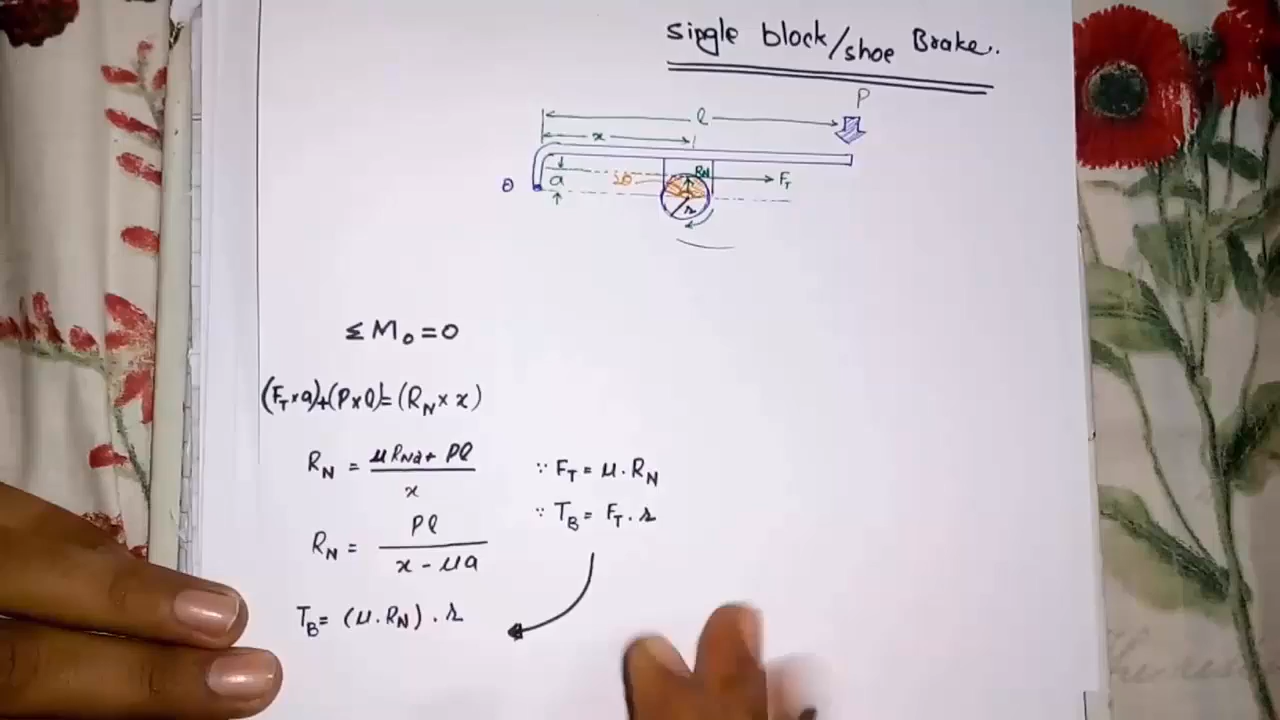 single block/shoe Brake..
P
l
x
RN
FT
a
2θ
O
r
ΣMo=0
(FT×a)+(P×l)=(RN×x)
RN = μRNa+Pl / x
∵ FT = μ.RN
∵ TB = FT.r
RN = Pl / x-μa
TB = (μ.RN).r